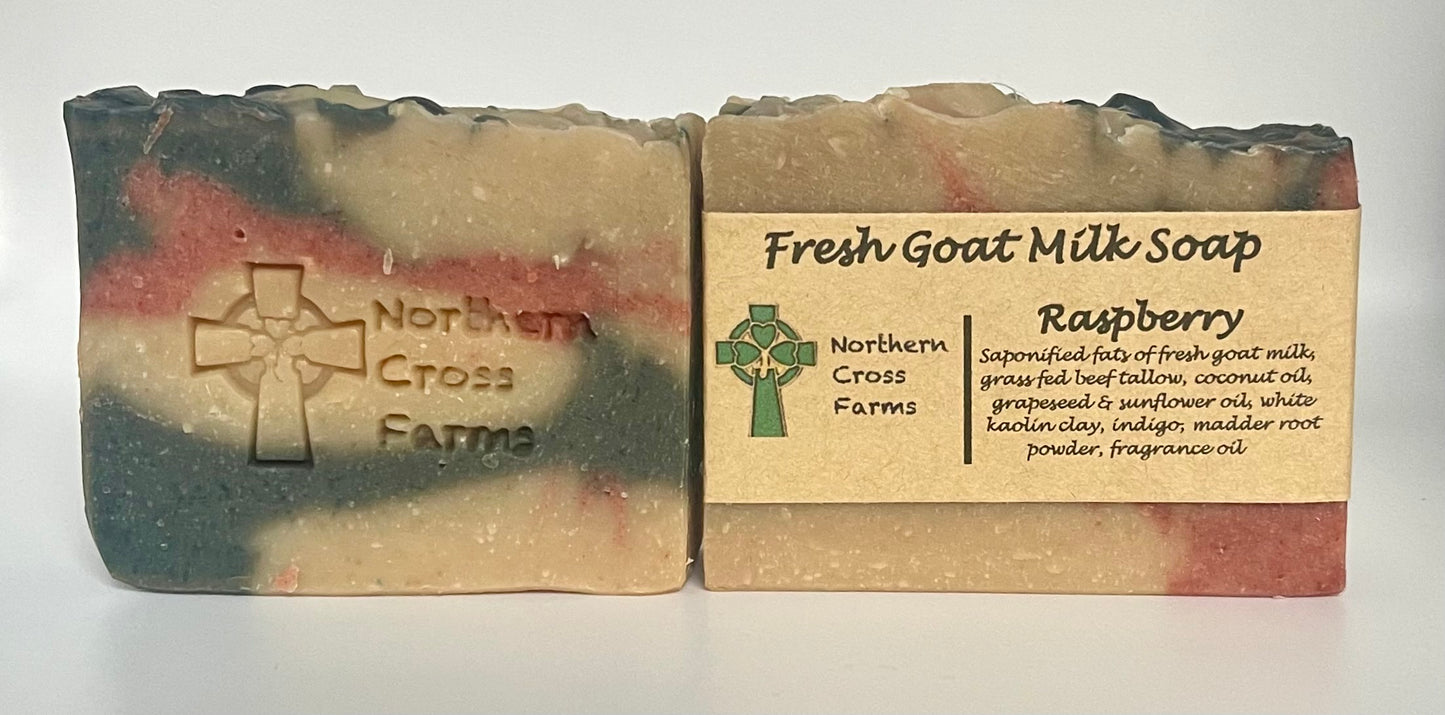 Northern
Cross
Farms
Fresh Goat Milk Soap
Northern
Cross
Farms
Raspberry
Saponified fats of fresh goat milk,
grass fed beef tallow, coconut oil,
grapeseed & sunflower oil, white
kaolin clay, indigo, madder root
powder, fragrance oil